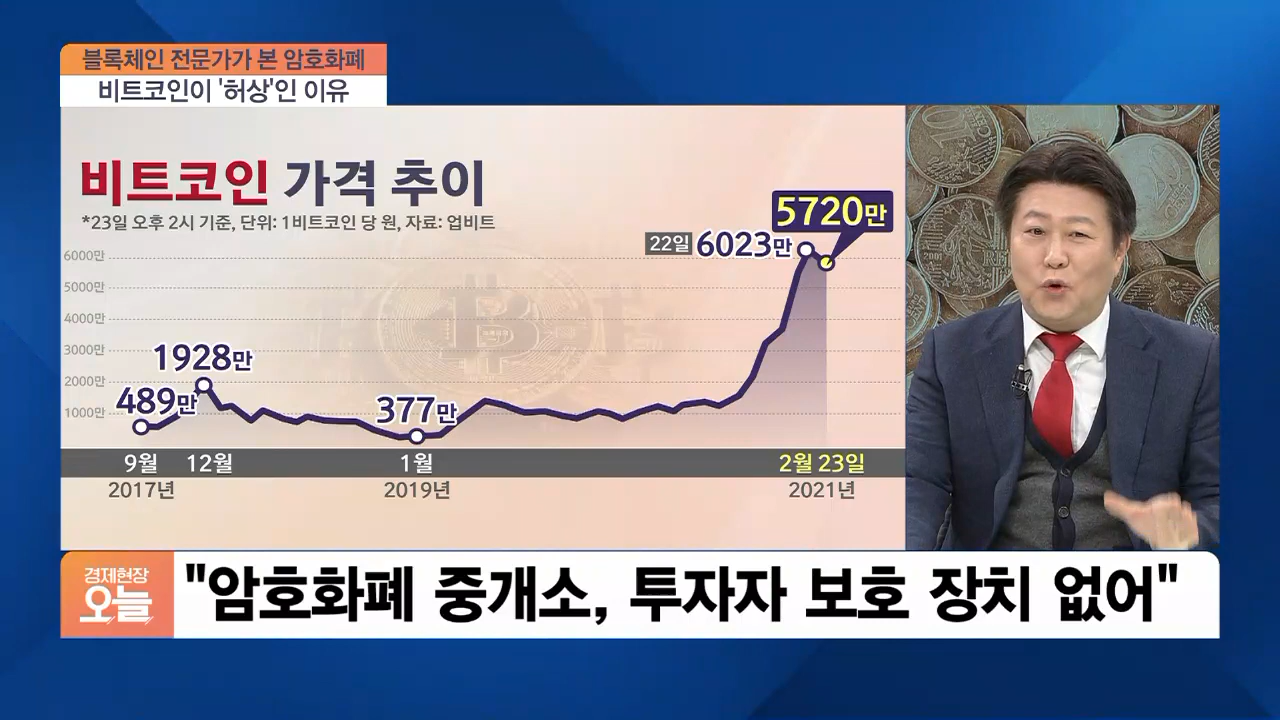 블록체인 전문가가 본 암호화폐
비트코인이 '허상'인 이유
비트코인 가격 추이
*23일 오후 2시 기준, 단위: 1비트코인 당 원, 자료: 업비트
5720만
22일 6023만
6000만
5000만
4000만
3000만
2000만
1000만
1928만
489만
377만
9월 12월 1월 2월 23일
2017년 2019년 2021년
경제현장
오늘
"암호화폐 중개소, 투자자 보호 장치 없어"